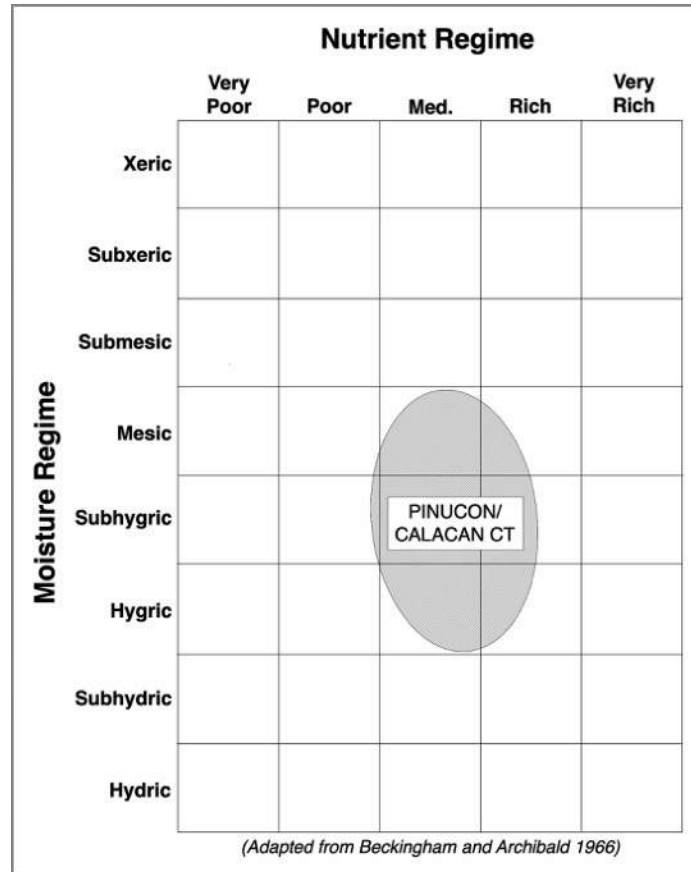 Nutrient Regime
Very
Poor
Poor
Med.
Rich
Very
Rich
Moisture Regime
Xeric
Subxeric
Submesic
Mesic
Subhygric
PINUCON/
CALACAN CT
Hygric
Subhydric
Hydric
(Adapted from Beckingham and Archibald 1966)